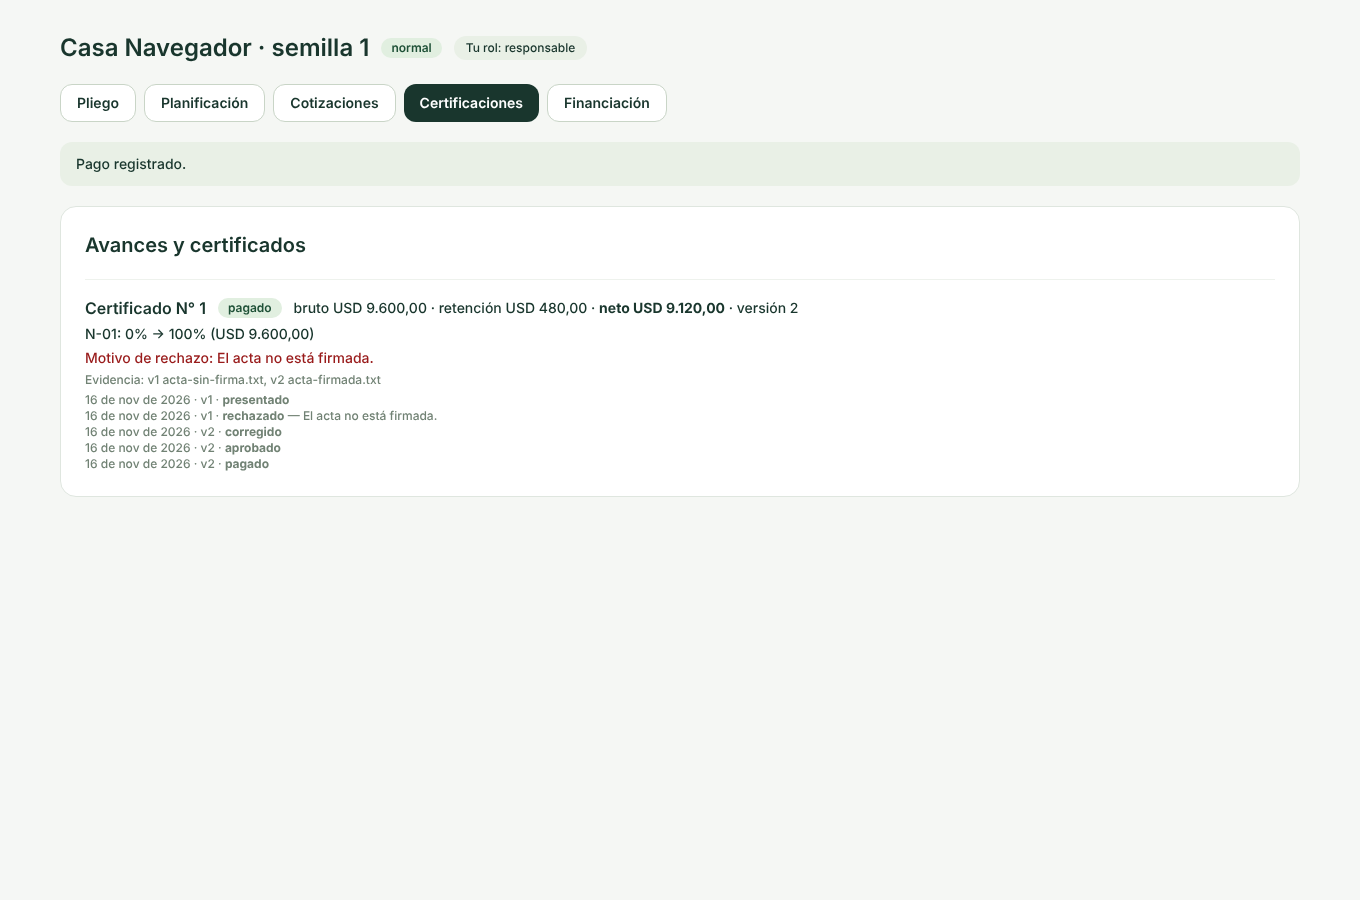 Casa Navegador · semilla 1 normal Tu rol: responsable
Pliego Planificación Cotizaciones Certificaciones Financiación
Pago registrado.
Avances y certificados
Certificado N° 1 pagado bruto USD 9.600,00 · retención USD 480,00 · neto USD 9.120,00 · versión 2
N-01: 0% → 100% (USD 9.600,00)
Motivo de rechazo: El acta no está firmada.
Evidencia: v1 acta-sin-firma.txt, v2 acta-firmada.txt
16 de nov de 2026 · v1 · presentado
16 de nov de 2026 · v1 · rechazado — El acta no está firmada.
16 de nov de 2026 · v2 · corregido
16 de nov de 2026 · v2 · aprobado
16 de nov de 2026 · v2 · pagado